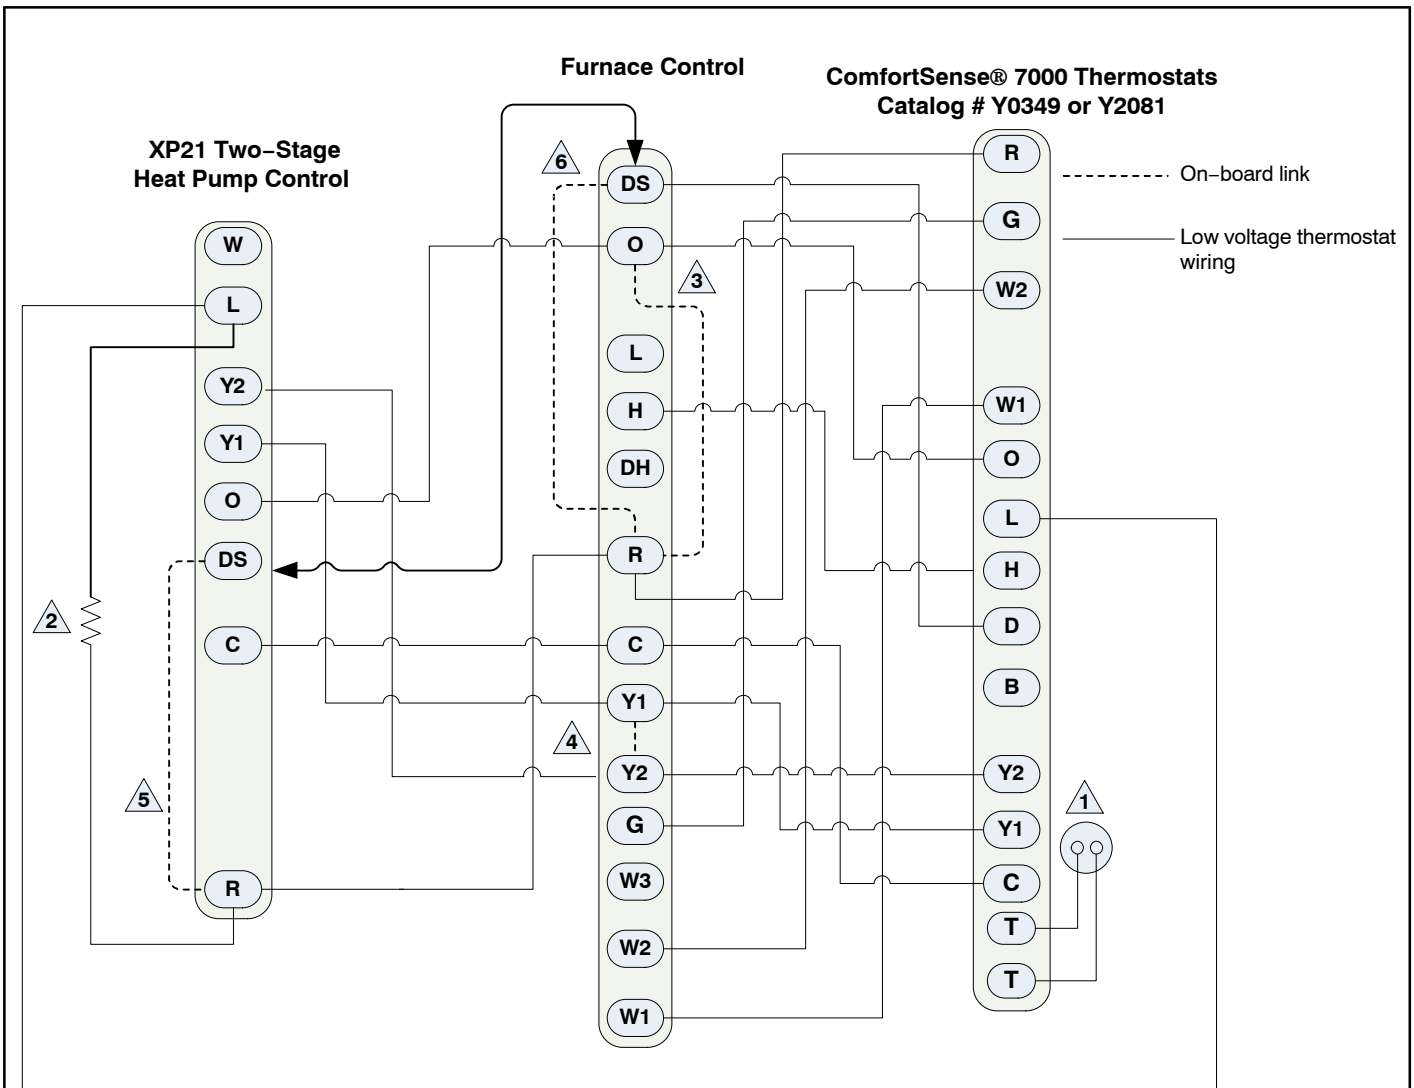 Furnace Control
ComfortSense® 7000 Thermostats
Catalog # Y0349 or Y2081
XP21 Two−Stage
Heat Pump Control
On−board link
Low voltage thermostat
wiring
W
L
Y2
Y1
O
DS
C
R
2
5
6
3
4
DS
O
L
H
DH
R
C
Y1
Y2
G
W3
W2
W1
R
G
W2
W1
O
L
H
D
B
Y2
Y1
C
T
T
1